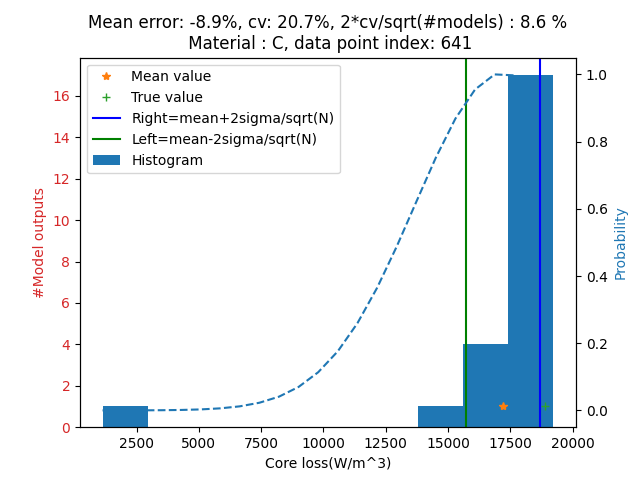 Mean error: -8.9%, cv: 20.7%, 2*cv/sqrt(#models) : 8.6 %
Material : C, data point index: 641
Mean value
True value
Right=mean+2sigma/sqrt(N)
Left=mean-2sigma/sqrt(N)
Histogram
#Model outputs
16
14
12
10
8
6
4
2
0
1.0
0.8
0.6
0.4
0.2
0.0
Probability
2500 5000 7500 10000 12500 15000 17500 20000
Core loss(W/m^3)